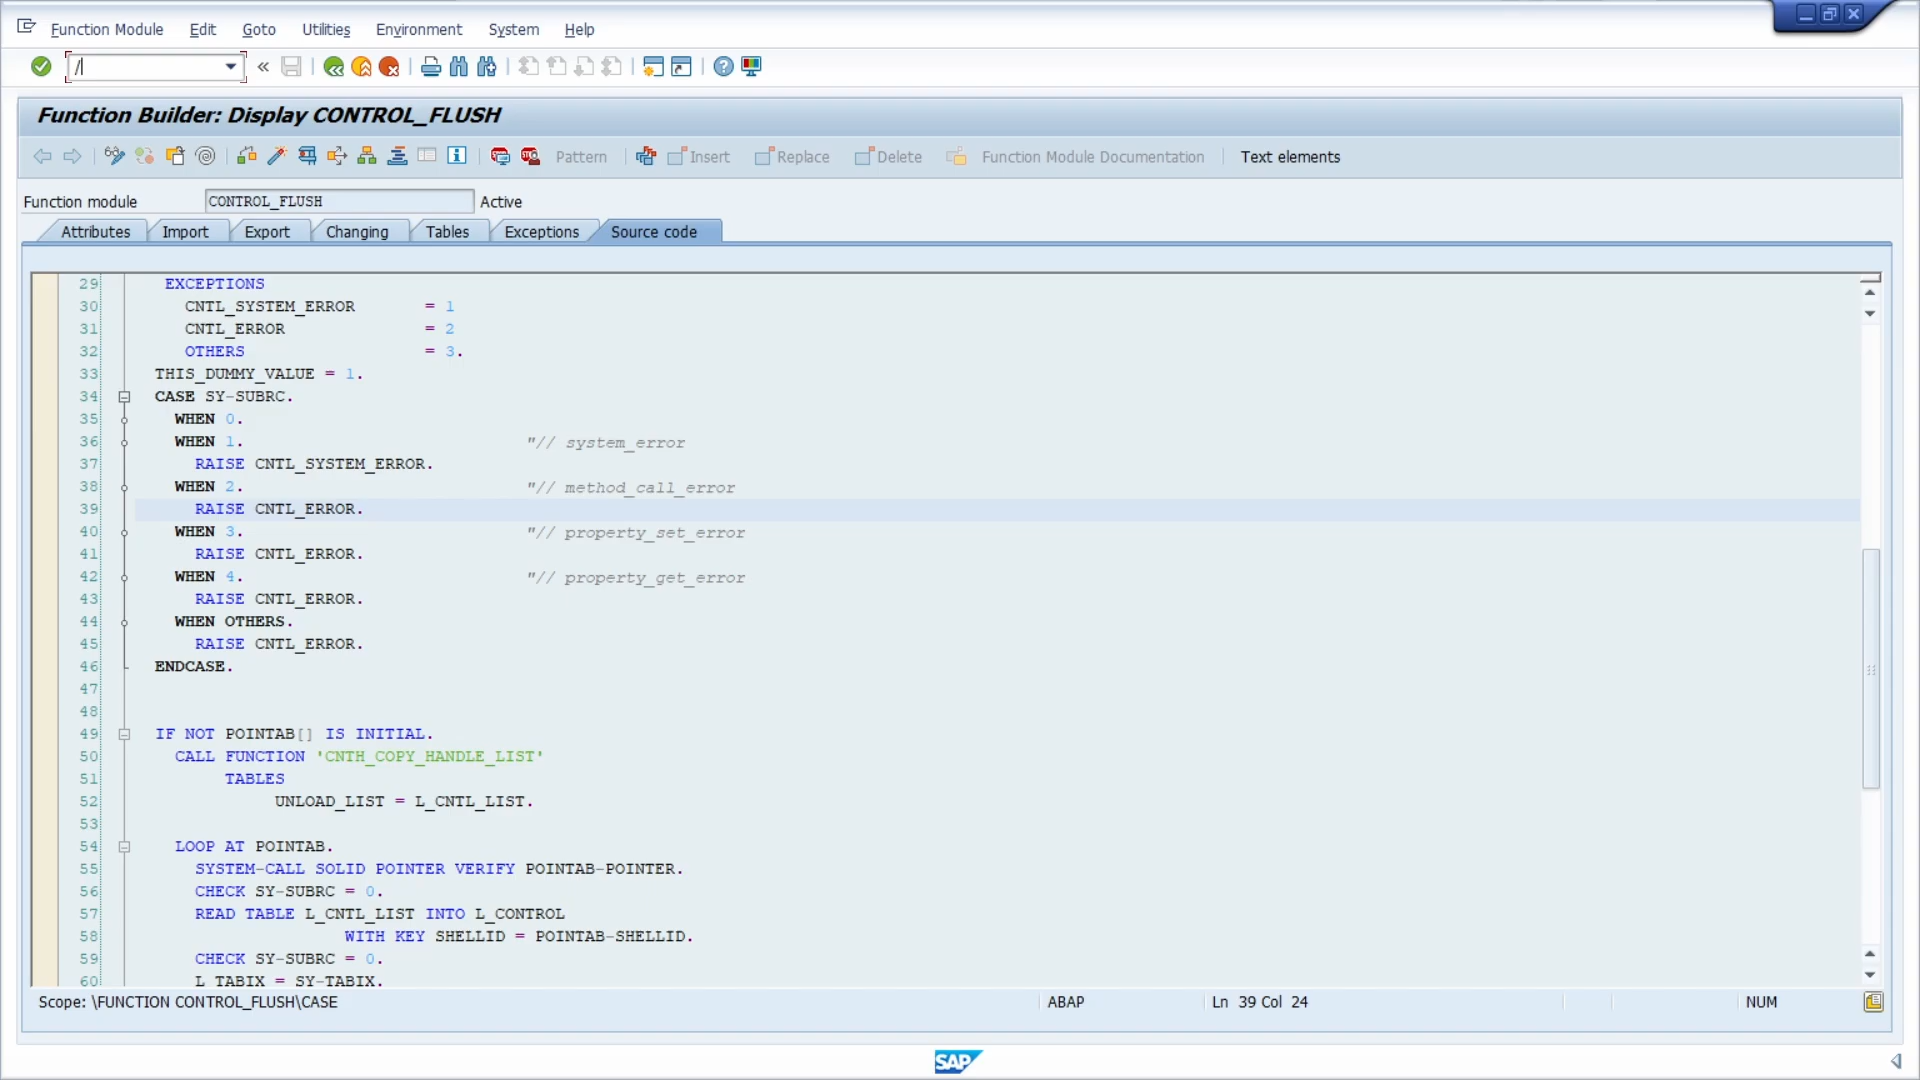 Function Module Edit Goto Utilities Environment System Help
/
Function Builder: Display CONTROL_FLUSH
Pattern Insert Replace Delete Function Module Documentation Text elements
Function module CONTROL_FLUSH Active
Attributes Import Export Changing Tables Exceptions Source code
29 EXCEPTIONS
30 CNTL_SYSTEM_ERROR = 1
31 CNTL_ERROR = 2
32 OTHERS = 3.
33 THIS_DUMMY_VALUE = 1.
34 CASE SY-SUBRC.
35 WHEN 0.
36 WHEN 1. "// system_error
37 RAISE CNTL_SYSTEM_ERROR.
38 WHEN 2. "// method_call_error
39 RAISE CNTL_ERROR.
40 WHEN 3. "// property_set_error
41 RAISE CNTL_ERROR.
42 WHEN 4. "// property_get_error
43 RAISE CNTL_ERROR.
44 WHEN OTHERS.
45 RAISE CNTL_ERROR.
46 ENDCASE.
47
48
49 IF NOT POINTAB[] IS INITIAL.
50 CALL FUNCTION 'CNTH_COPY_HANDLE_LIST'
51 TABLES
52 UNLOAD_LIST = L_CNTL_LIST.
53
54 LOOP AT POINTAB.
55 SYSTEM-CALL SOLID POINTER VERIFY POINTAB-POINTER.
56 CHECK SY-SUBRC = 0.
57 READ TABLE L_CNTL_LIST INTO L_CONTROL
58 WITH KEY SHELLID = POINTAB-SHELLID.
59 CHECK SY-SUBRC = 0.
60 L_TABIX = SY-TABIX.
Scope: \FUNCTION CONTROL_FLUSH\CASE ABAP Ln 39 Col 24 NUM
SAP